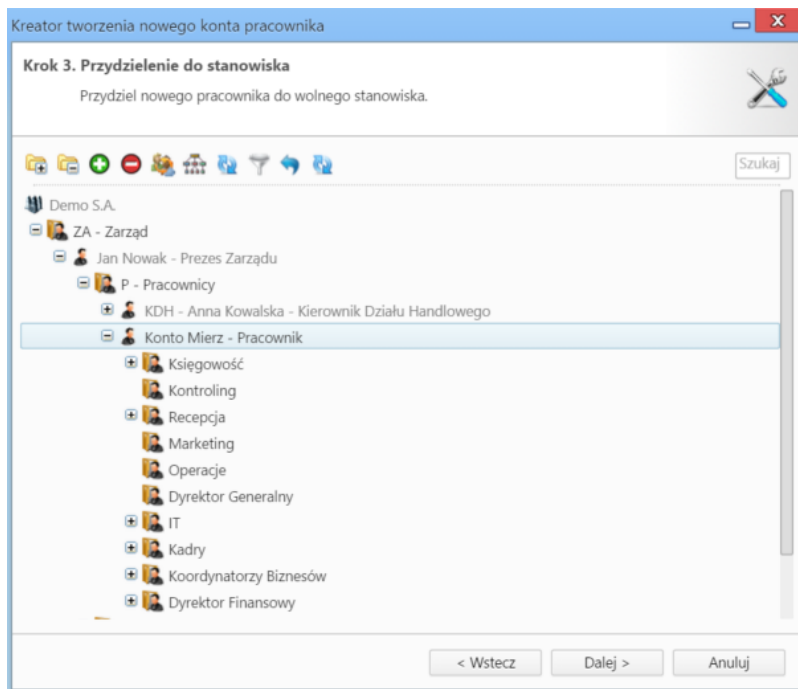 Kreator tworzenia nowego konta pracownika
Krok 3. Przydzielenie do stanowiska
Przydziel nowego pracownika do wolnego stanowiska.
Szukaj
Demo S.A.
ZA - Zarząd
Jan Nowak - Prezes Zarządu
P - Pracownicy
KDH - Anna Kowalska - Kierownik Działu Handlowego
Konto Mierz - Pracownik
Księgowość
Kontroling
Recepcja
Marketing
Operacje
Dyrektor Generalny
IT
Kadry
Koordynatorzy Biznesów
Dyrektor Finansowy
< Wstecz Dalej > Anuluj